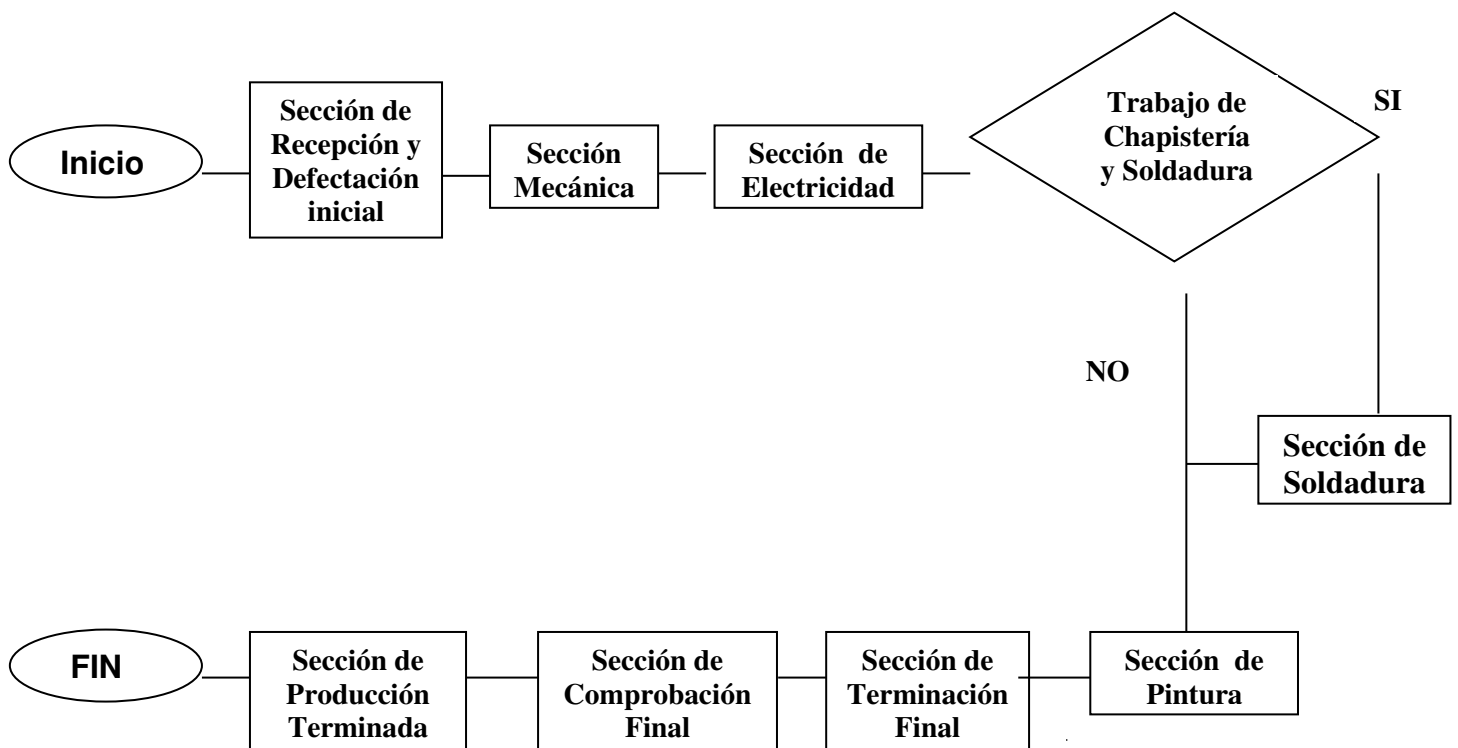 Inicio
Sección de
Recepción y
Defectación
inicial
Sección
Mecánica
Sección de
Electricidad
Trabajo de
Chapistería
y Soldadura
SI
NO
Sección de
Soldadura
Sección de
Pintura
Sección de
Terminación
Final
Sección de
Comprobación
Final
Sección de
Producción
Terminada
FIN